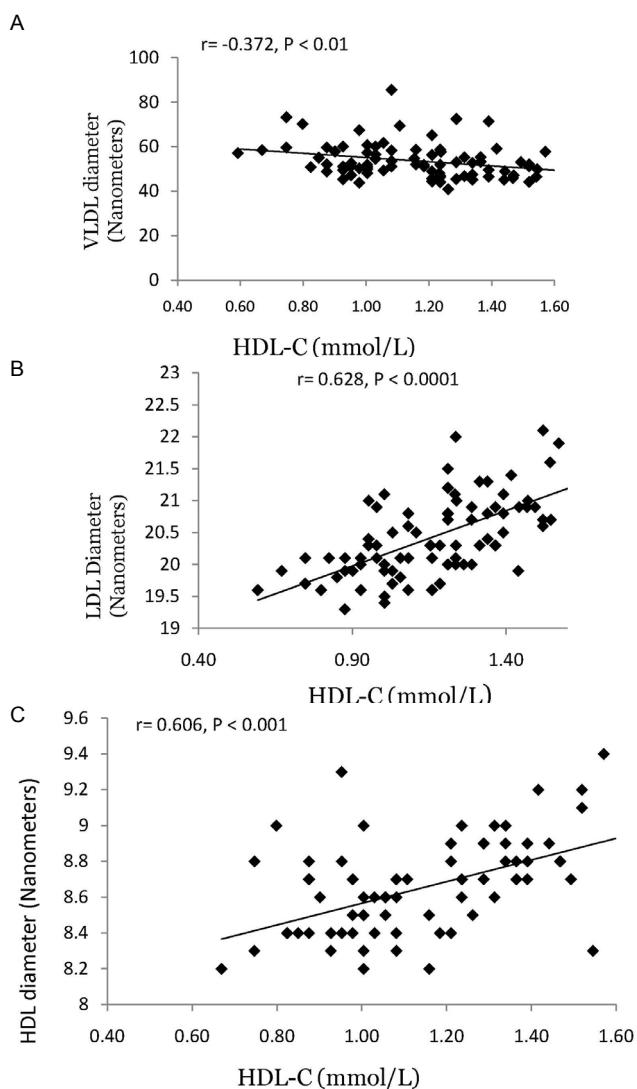 A
r= -0.372, P < 0.01
100
80
60
40
20
0
VLDL diameter
(Nanometers)
0.40 0.60 0.80 1.00 1.20 1.40 1.60
HDL-C (mmol/L)
B
r= 0.628, P < 0.0001
23
22.5
22
21.5
21
20.5
20
19.5
19
LDL Diameter
(Nanometers)
0.40 0.90 1.40
HDL-C (mmol/L)
C
r= 0.606, P < 0.001
9.6
9.4
9.2
9
8.8
8.6
8.4
8.2
8
HDL diameter (Nanometers)
0.40 0.60 0.80 1.00 1.20 1.40 1.60
HDL-C (mmol/L)